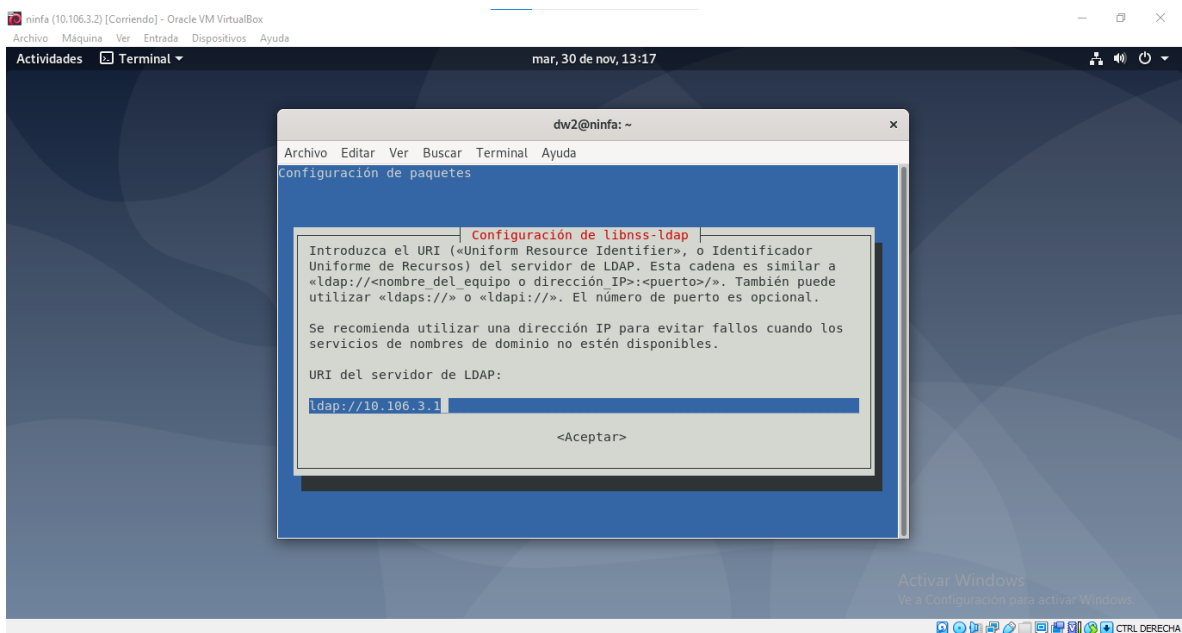 ninfa (10.106.3.2) [Corriendo] - Oracle VM VirtualBox
Archivo Máquina Ver Entrada Dispositivos Ayuda
Actividades Terminal mar, 30 de nov, 13:17
dw2@ninfa: ~
Archivo Editar Ver Buscar Terminal Ayuda
Configuración de paquetes
Configuración de libnss-ldap
Introduzca el URI («Uniform Resource Identifier», o Identificador
Uniforme de Recursos) del servidor de LDAP. Esta cadena es similar a
«ldap://<nombre_del_equipo o dirección_IP>:<puerto>/». También puede
utilizar «ldaps://» o «ldapi://». El número de puerto es opcional.
Se recomienda utilizar una dirección IP para evitar fallos cuando los
servicios de nombres de dominio no estén disponibles.
URI del servidor de LDAP:
ldap://10.106.3.1
<Aceptar>
Activar Windows
Ve a Configuración para activar Windows.
CTRL DERECHA